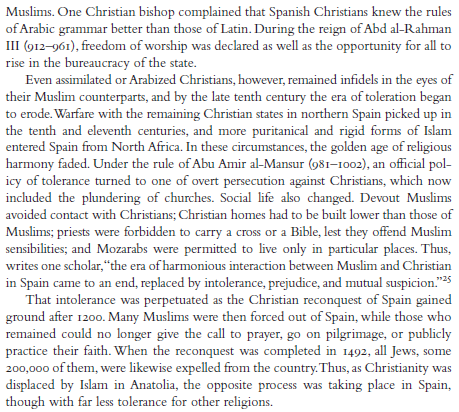 Muslims. One Christian bishop complained that Spanish Christians knew the rules
of Arabic grammar better than those of Latin. During the reign of Abd al-Rahman
III (912–961), freedom of worship was declared as well as the opportunity for all to
rise in the bureaucracy of the state.
Even assimilated or Arabized Christians, however, remained infidels in the eyes of
their Muslim counterparts, and by the late tenth century the era of toleration began
to erode. Warfare with the remaining Christian states in northern Spain picked up in
the tenth and eleventh centuries, and more puritanical and rigid forms of Islam
entered Spain from North Africa. In these circumstances, the golden age of religious
harmony faded. Under the rule of Abu Amir al-Mansur (981–1002), an official pol-
icy of tolerance turned to one of overt persecution against Christians, which now
included the plundering of churches. Social life also changed. Devout Muslims
avoided contact with Christians; Christian homes had to be built lower than those of
Muslims; priests were forbidden to carry a cross or a Bible, lest they offend Muslim
sensibilities; and Mozarabs were permitted to live only in particular places. Thus,
writes one scholar, “the era of harmonious interaction between Muslim and Christian
in Spain came to an end, replaced by intolerance, prejudice, and mutual suspicion.”25
That intolerance was perpetuated as the Christian reconquest of Spain gained
ground after 1200. Many Muslims were then forced out of Spain, while those who
remained could no longer give the call to prayer, go on pilgrimage, or publicly
practice their faith. When the reconquest was completed in 1492, all Jews, some
200,000 of them, were likewise expelled from the country. Thus, as Christianity was
displaced by Islam in Anatolia, the opposite process was taking place in Spain,
though with far less tolerance for other religions.